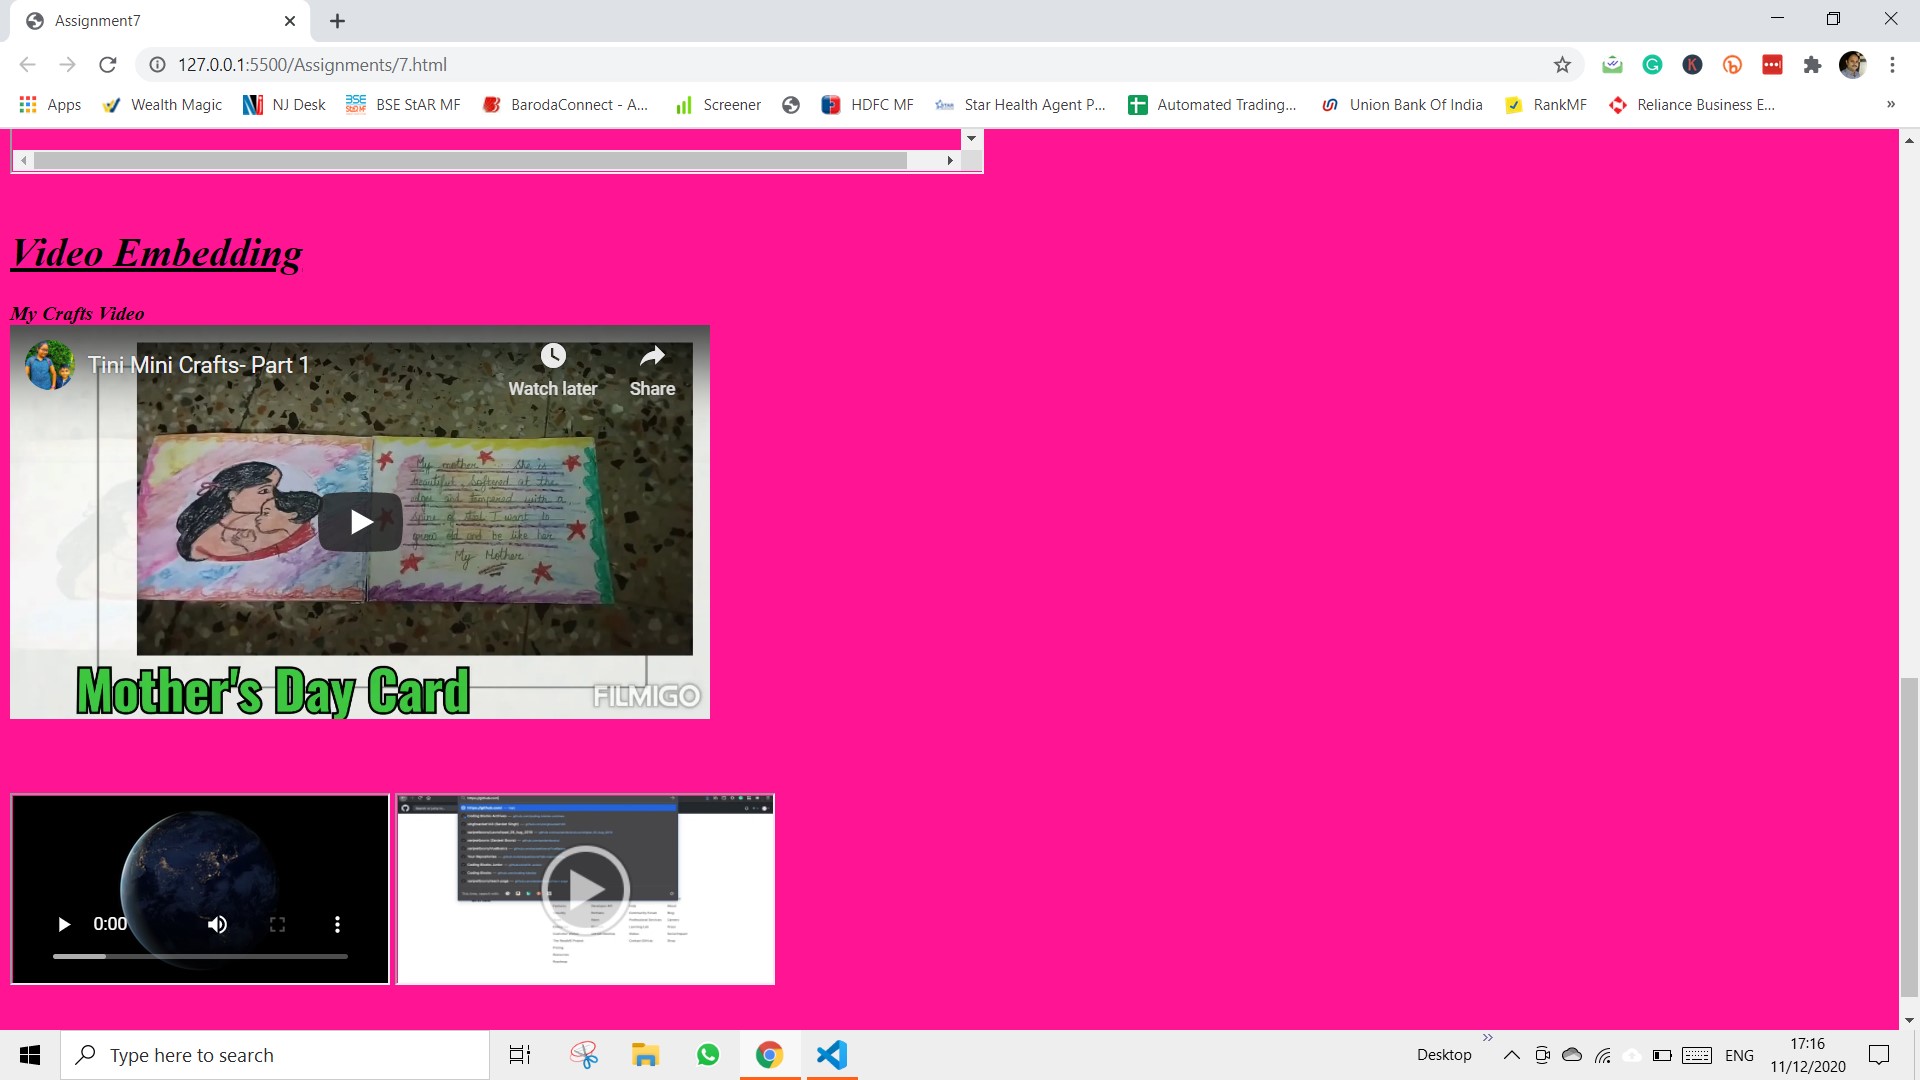 Assignment7
127.0.0.1:5500/Assignments/7.html
Apps
Wealth Magic
NJ Desk
BSE StAR MF
BarodaConnect - A...
Screener
HDFC MF
Star Health Agent P...
Automated Trading...
Union Bank Of India
RankMF
Reliance Business E...
Video Embedding
My Crafts Video
Tini Mini Crafts- Part 1
Watch later
Share
My mother She is
beautiful, softened at the
edges and tempered with a
spine of steel I want to
grow old and be like her
My Mother
Mother's Day Card
FILMIGO
0:00
Type here to search
Desktop
ENG
17:16
11/12/2020